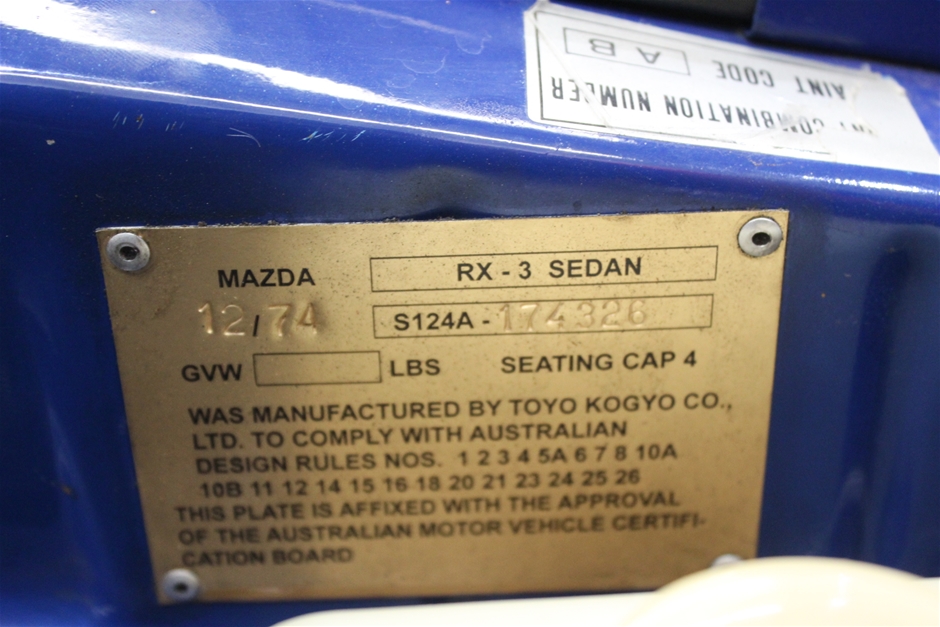 AB
AINT CODE
COMBINATION NUMBER
MAZDA RX - 3 SEDAN
12/74 S124A - 174326
GVW LBS SEATING CAP 4
WAS MANUFACTURED BY TOYO KOGYO CO.,
LTD. TO COMPLY WITH AUSTRALIAN
DESIGN RULES NOS. 1 2 3 4 5A 6 7 8 10A
10B 11 12 14 15 16 18 20 21 23 24 25 26
THIS PLATE IS AFFIXED WITH THE APPROVAL
OF THE AUSTRALIAN MOTOR VEHICLE CERTIFI-
CATION BOARD